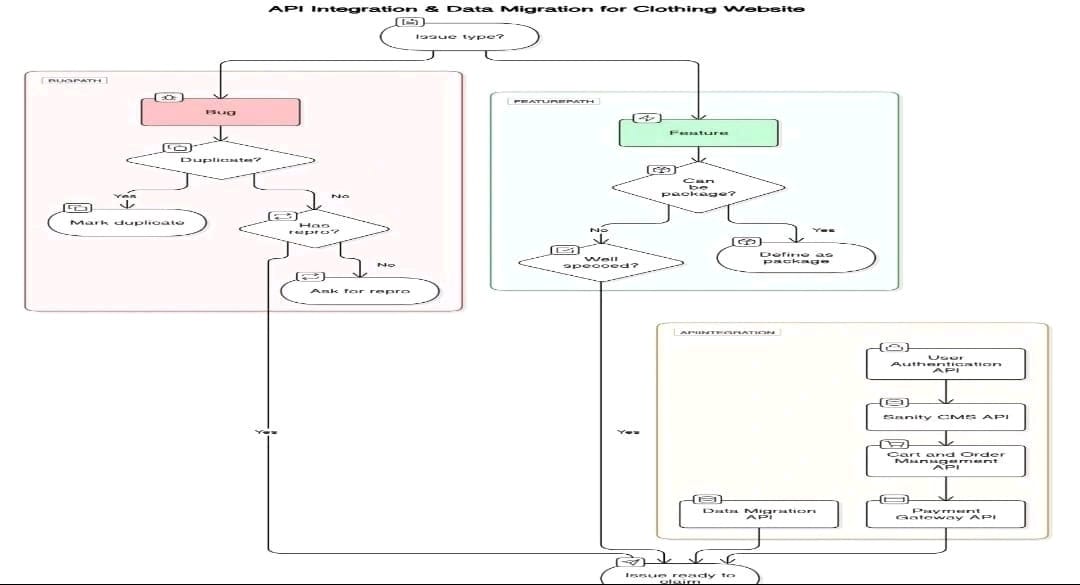 API Integration & Data Migration for Clothing Website
Issue type?
BUGPATH
Bug
Duplicate?
Yes
No
Mark duplicate
Has
repro?
No
Ask for repro
Yes
FEATUREPATH
Feature
Can
be
package?
No
Yes
Well
specced?
Define as
package
Yes
APIINTEGRATION
User
Authentication
API
Sanity CMS API
Cart and Order
Management
API
Data Migration
API
Payment
Gateway API
Issue ready to
claim